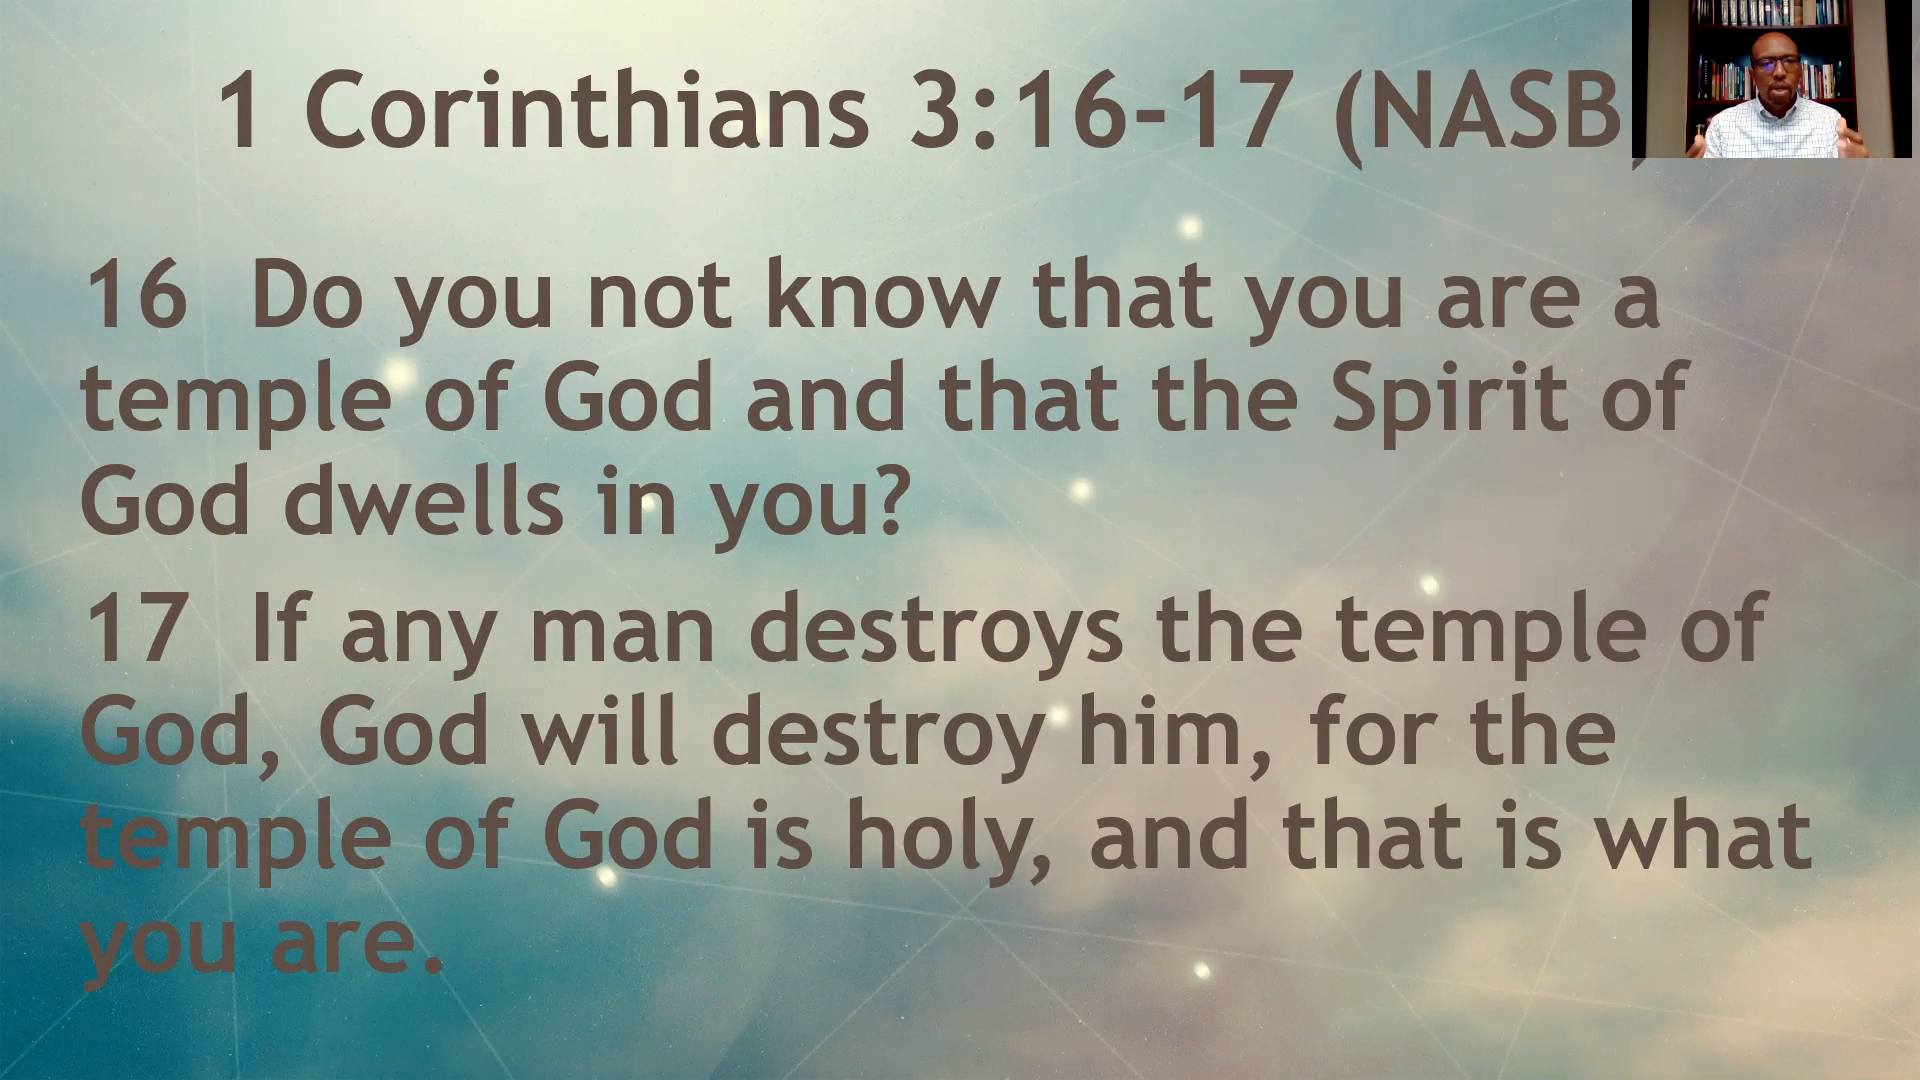 1 Corinthians 3:16-17 (NASB)
16 Do you not know that you are a
temple of God and that the Spirit of
God dwells in you?
17 If any man destroys the temple of
God, God will destroy him, for the
temple of God is holy, and that is what
you are.